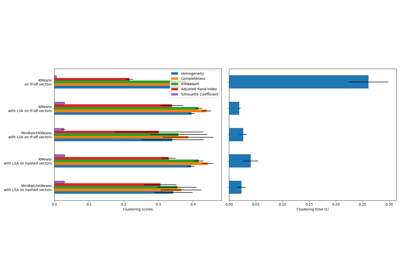 Homogeneity
Completeness
V-measure
Adjusted Rand-Index
Silhouette Coefficient
KMeans
on tf-idf vectors
KMeans
with LSA on tf-idf vectors
MiniBatchKMeans
with LSA on tf-idf vectors
KMeans
with LSA on hashed vectors
MiniBatchKMeans
with LSA on hashed vectors
0.0 0.1 0.2 0.3 0.4
Clustering scores
0.00 0.05 0.10 0.15 0.20 0.25 0.30
Clustering time (s)